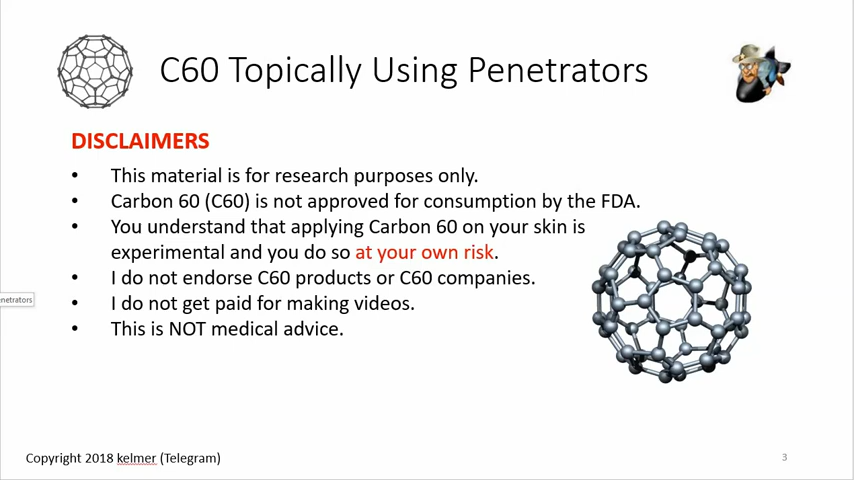 C60 Topically Using Penetrators
DISCLAIMERS
• This material is for research purposes only.
• Carbon 60 (C60) is not approved for consumption by the FDA.
• You understand that applying Carbon 60 on your skin is
experimental and you do so at your own risk.
• I do not endorse C60 products or C60 companies.
enetrators
• I do not get paid for making videos.
• This is NOT medical advice.
Copyright 2018 kelmer (Telegram)
3